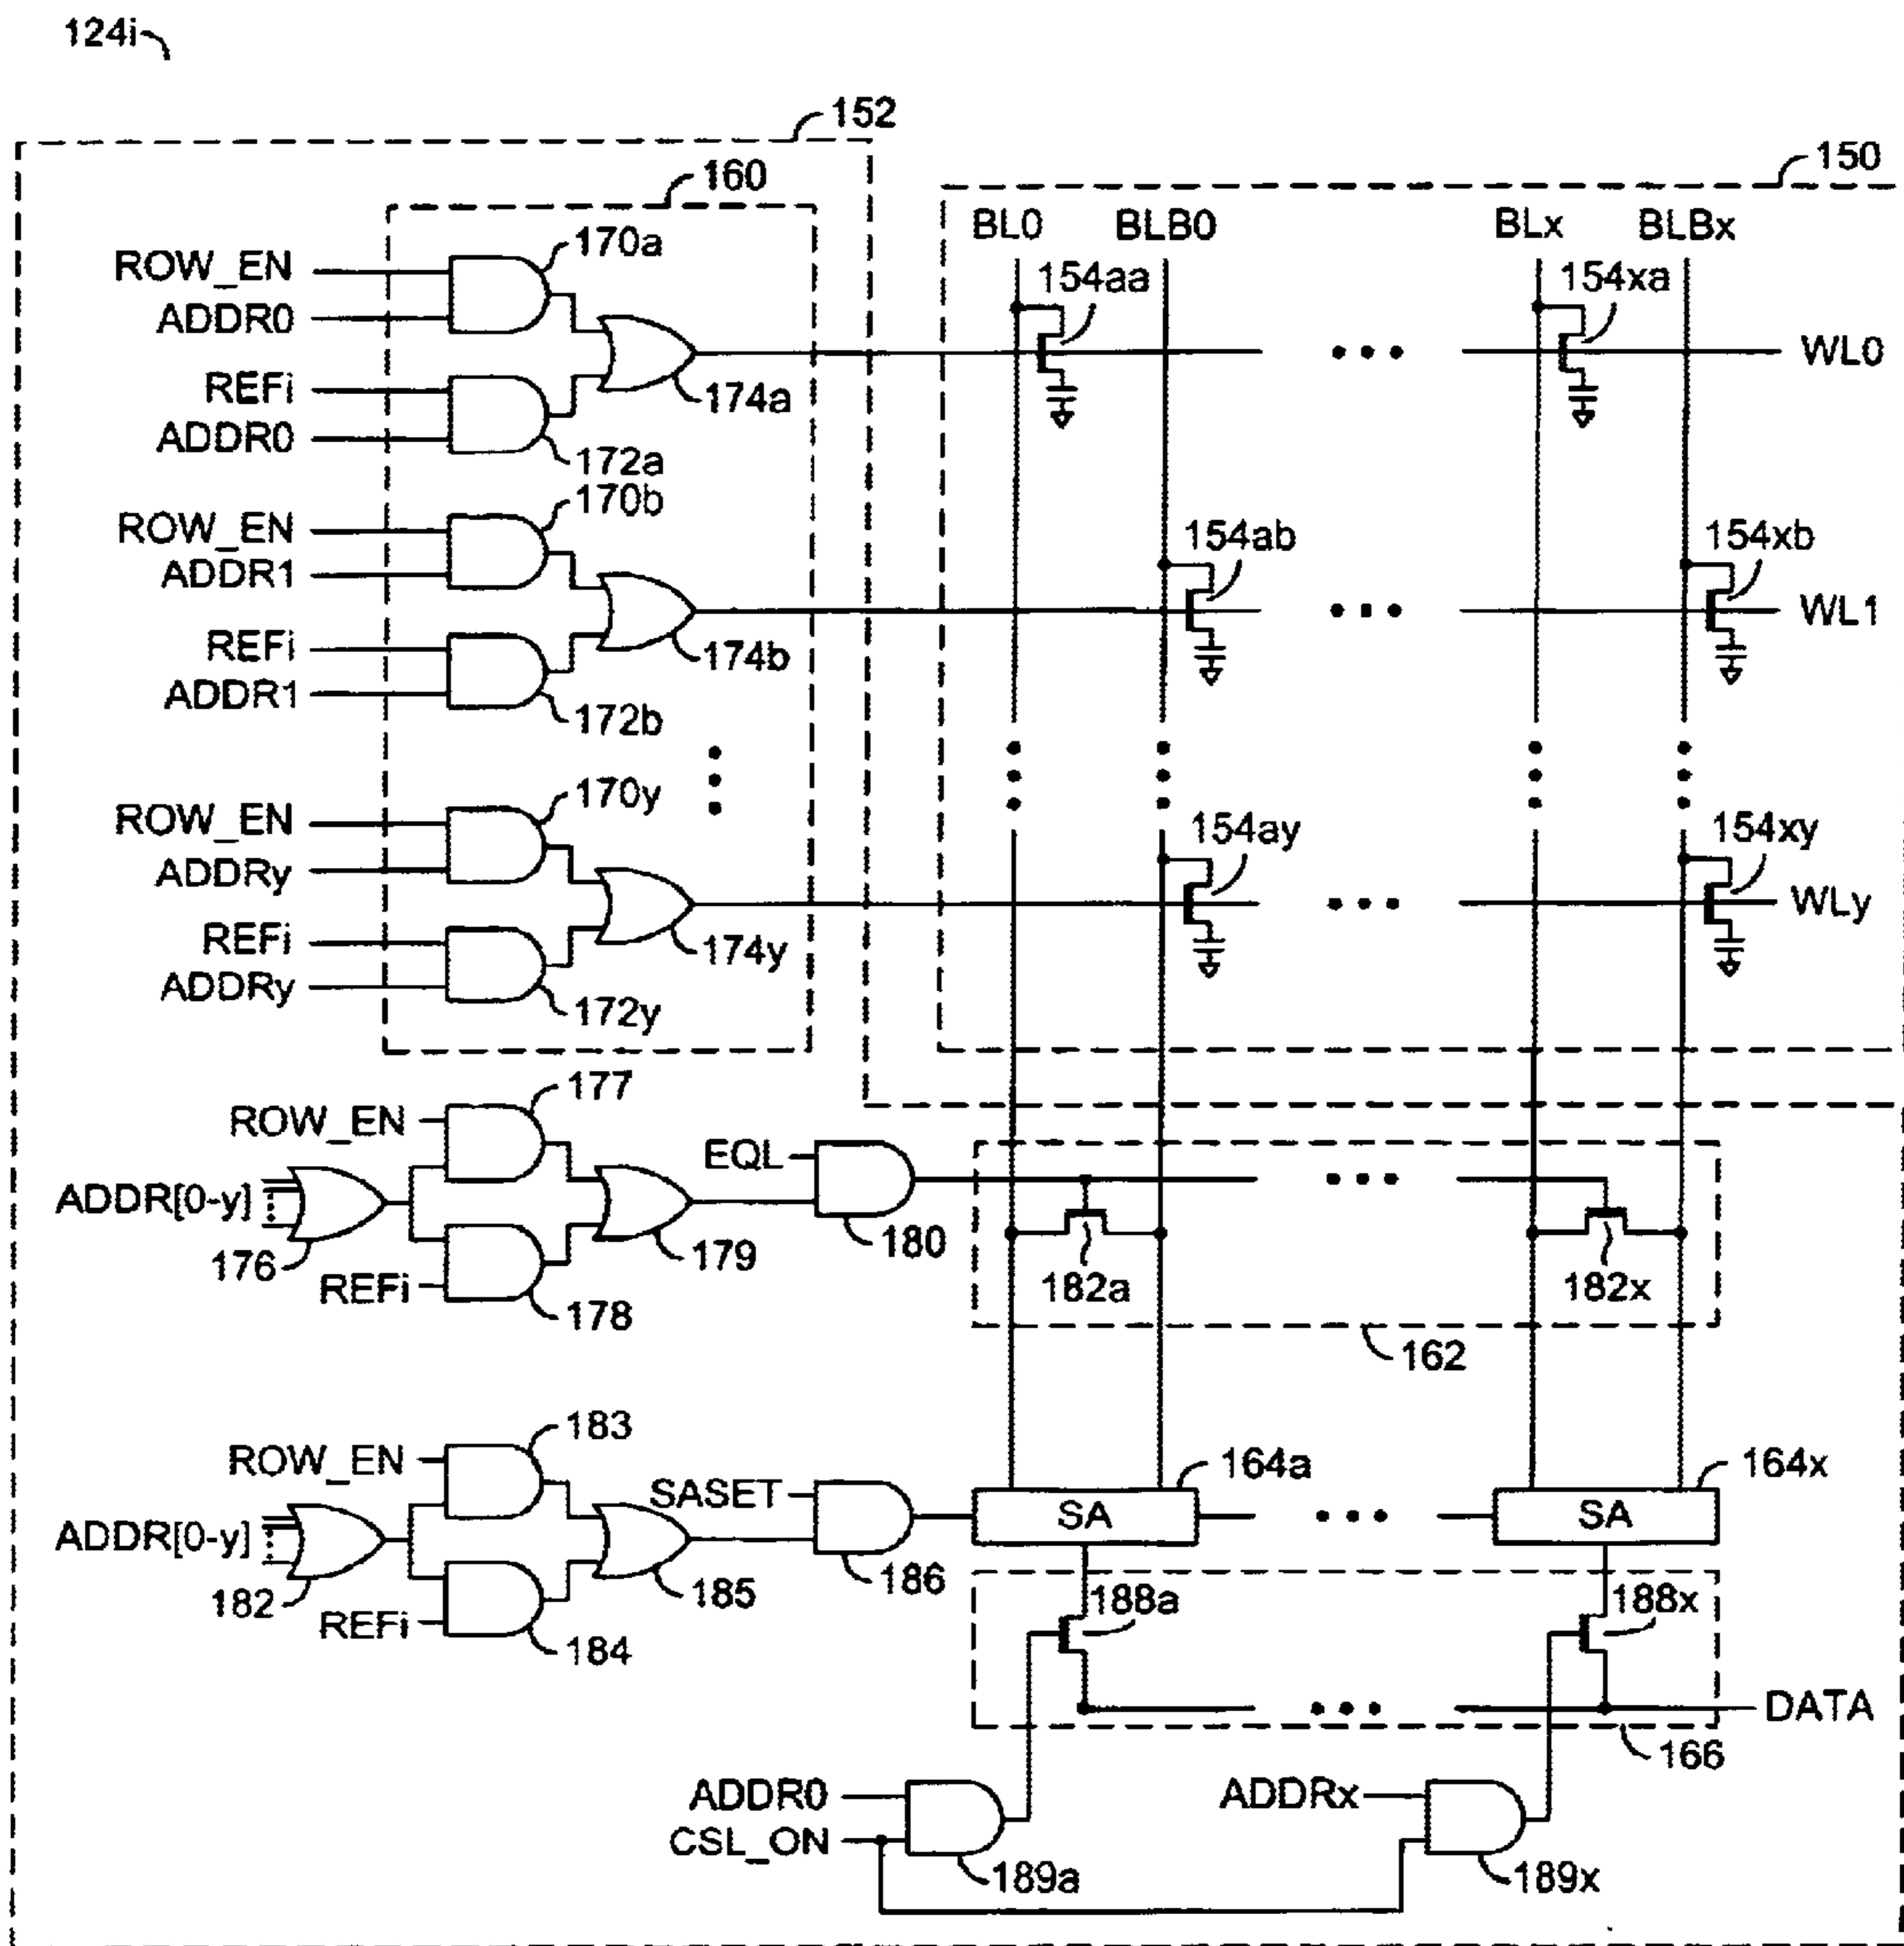 124i
152
150
160
BL0 BLB0 BLx BLBx
170a
ROW_EN
ADDR0
154aa
154xa
WL0
REFi
174a
ADDR0
172a
170b
ROW_EN
154ab
154xb
ADDR1
WL1
REFi
174b
ADDR1
172b
170y
ROW_EN
154ay
154xy
ADDRy
WLy
REFi
174y
ADDRy
172y
177
ROW_EN
EQL
ADDR[0-y]
176
179
180
182a
182x
REFi
178
162
183
ROW_EN
SASET
164a
164x
SA
SA
ADDR[0-y]
182
185
186
188a
188x
REFi
184
DATA
166
ADDR0
ADDRx
CSL_ON
189a
189x